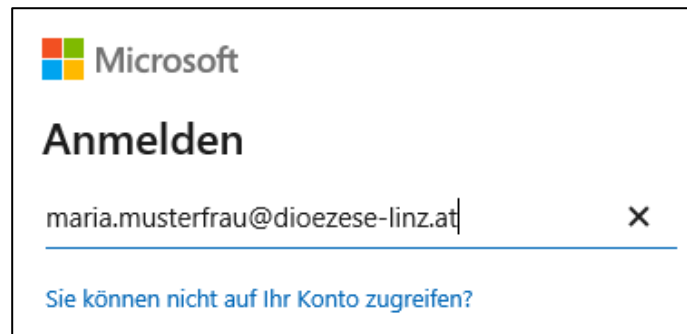 Microsoft
Anmelden
maria.musterfrau@dioezese-linz.at
Sie können nicht auf Ihr Konto zugreifen?